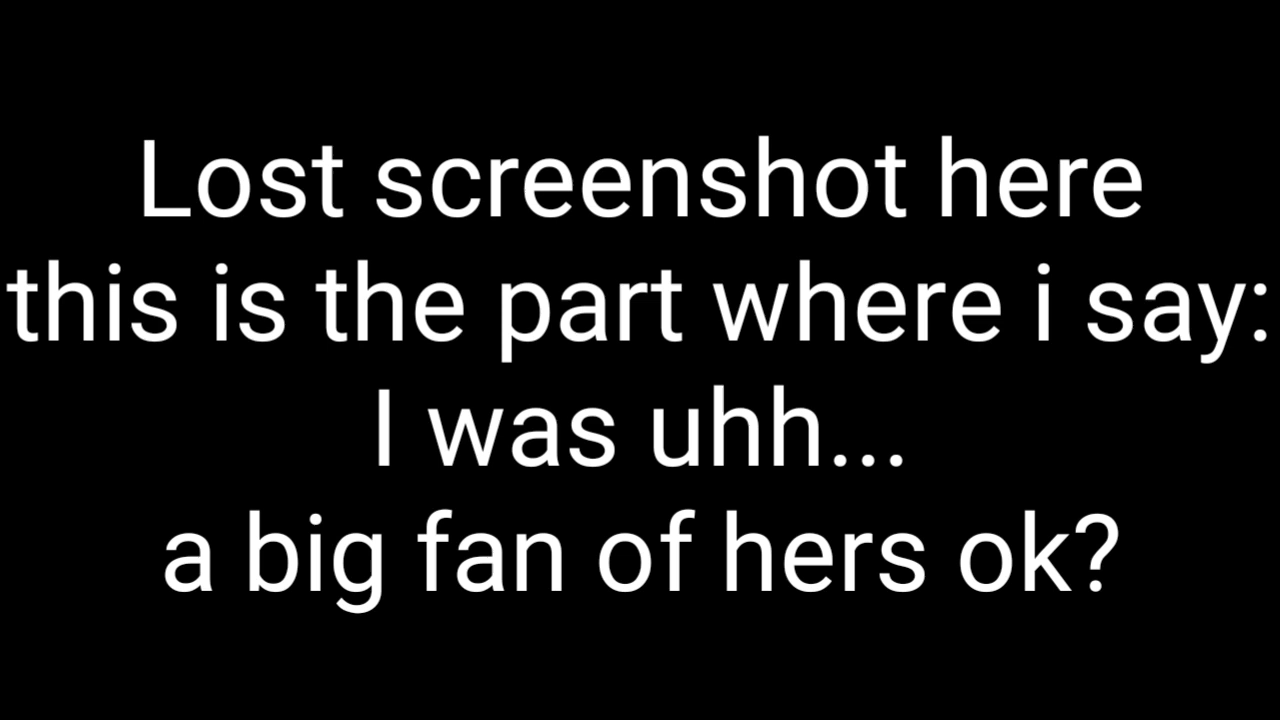 Lost screenshot here
this is the part where i say:
I was uhh...
a big fan of hers ok?